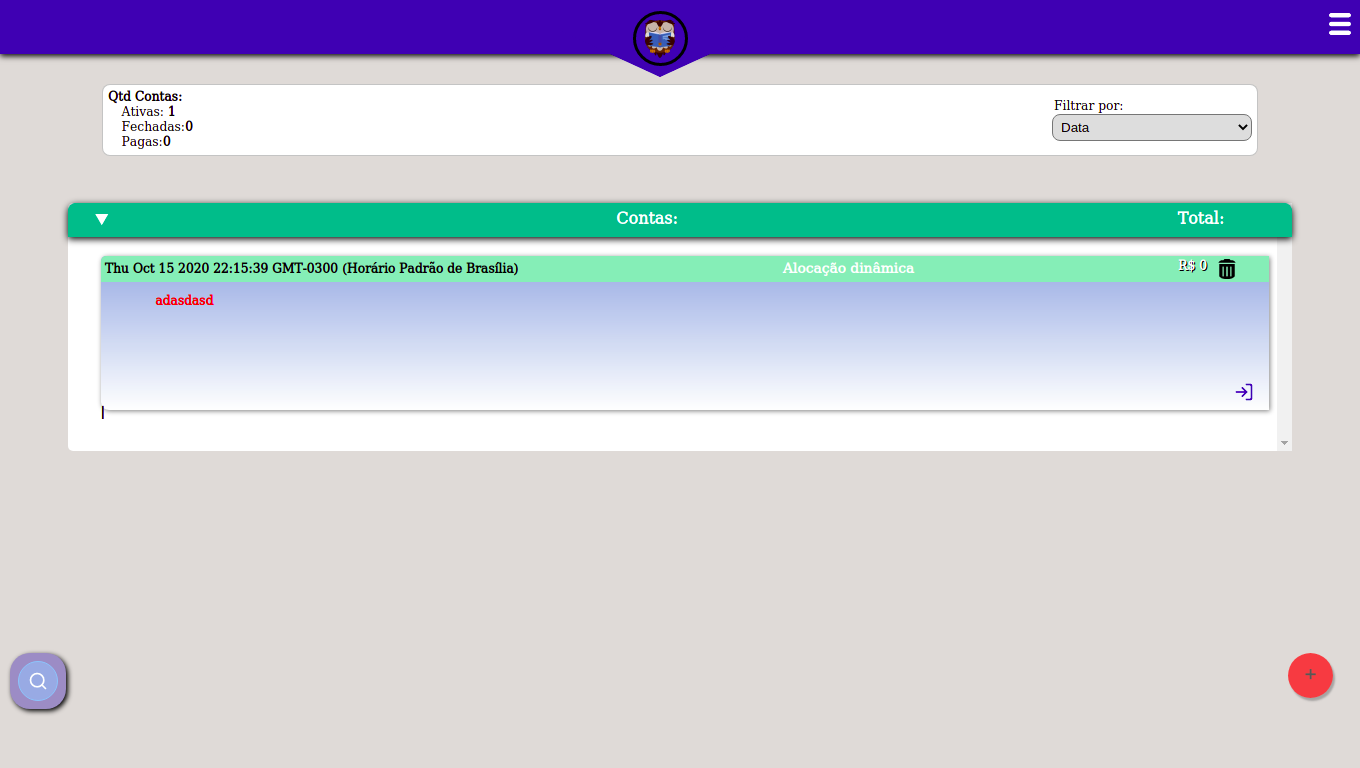 Qtd Contas:
Ativas: 1
Fechadas:0
Pagas:0
Filtrar por:
Data
Contas:
Total:
Thu Oct 15 2020 22:15:39 GMT-0300 (Horário Padrão de Brasília)
Alocação dinâmica
R$ 0
adasdasd
+